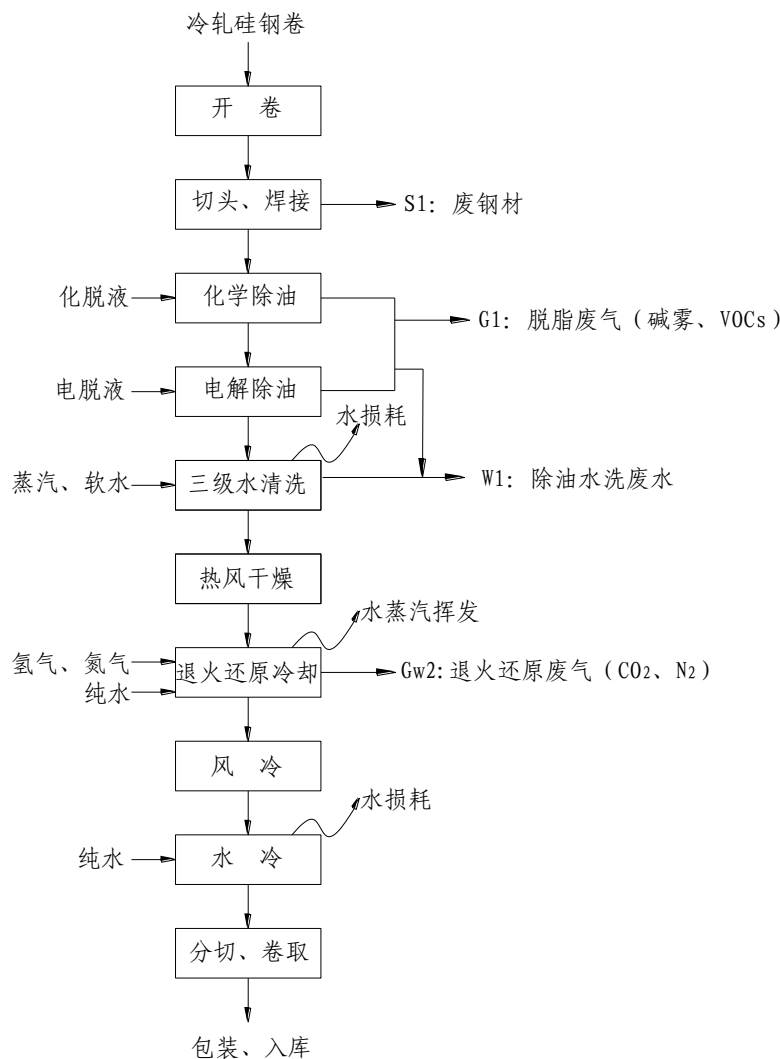 冷轧硅钢卷
开 卷
切头、焊接
S1: 废钢材
化脱液
化学除油
G1: 脱脂废气（碱雾、VOCs）
电脱液
电解除油
水损耗
蒸汽、软水
三级水清洗
W1: 除油水洗废水
热风干燥
水蒸汽挥发
氢气、氮气
纯水
退火还原冷却
Gw2:退火还原废气（CO₂、N₂）
风 冷
水损耗
纯水
水 冷
分切、卷取
包装、入库